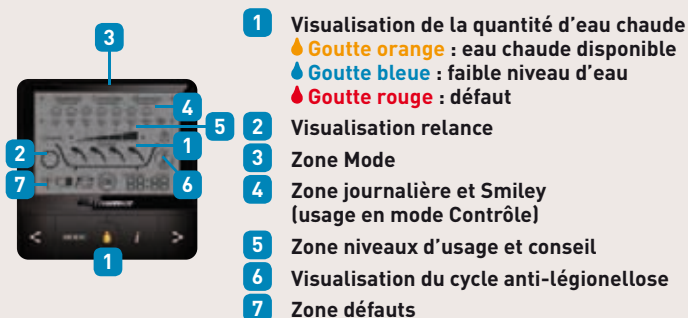 1 Visualisation de la quantité d’eau chaude
Goutte orange : eau chaude disponible
Goutte bleue : faible niveau d’eau
Goutte rouge : défaut
2 Visualisation relance
3 Zone Mode
4 Zone journalière et Smiley
(usage en mode Contrôle)
5 Zone niveaux d’usage et conseil
6 Visualisation du cycle anti-légionellose
7 Zone défauts
3
4
5
1
2
6
7
88:88
< i >
1